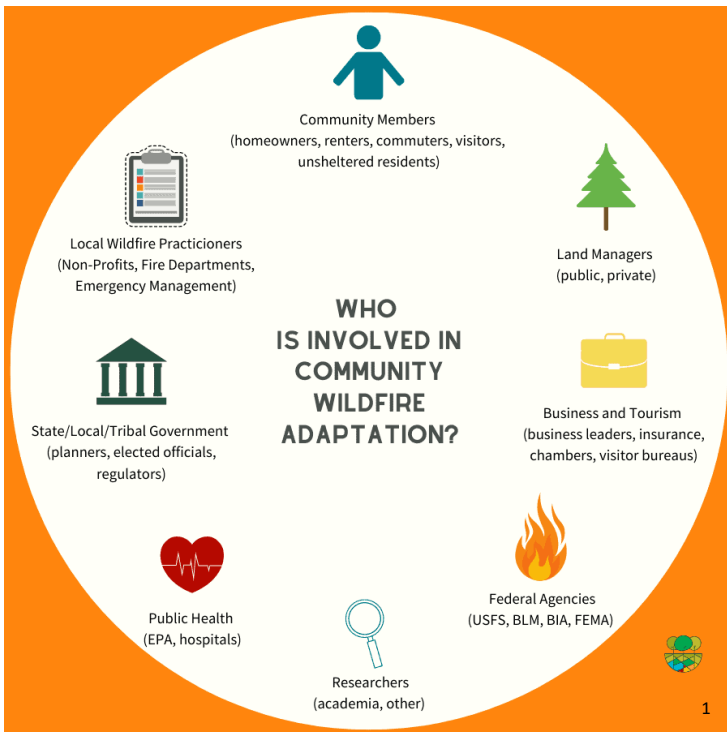 Community Members
(homeowners, renters, commuters, visitors,
unsheltered residents)
Land Managers
(public, private)
Business and Tourism
(business leaders, insurance,
chambers, visitor bureaus)
Federal Agencies
(USFS, BLM, BIA, FEMA)
Researchers
(academia, other)
Public Health
(EPA, hospitals)
State/Local/Tribal Government
(planners, elected officials,
regulators)
Local Wildfire Practicioners
(Non-Profits, Fire Departments,
Emergency Management)
WHO
IS INVOLVED IN
COMMUNITY
WILDFIRE
ADAPTATION?
1